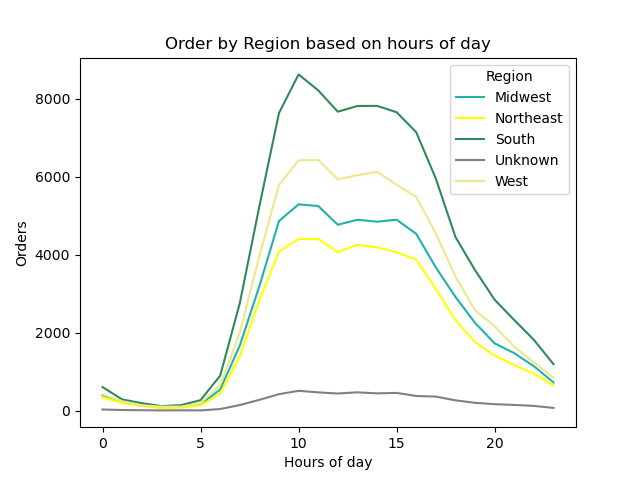 Order by Region based on hours of day
Region
Midwest
Northeast
South
Unknown
West
Orders
8000
6000
4000
2000
0
0 5 10 15 20
Hours of day